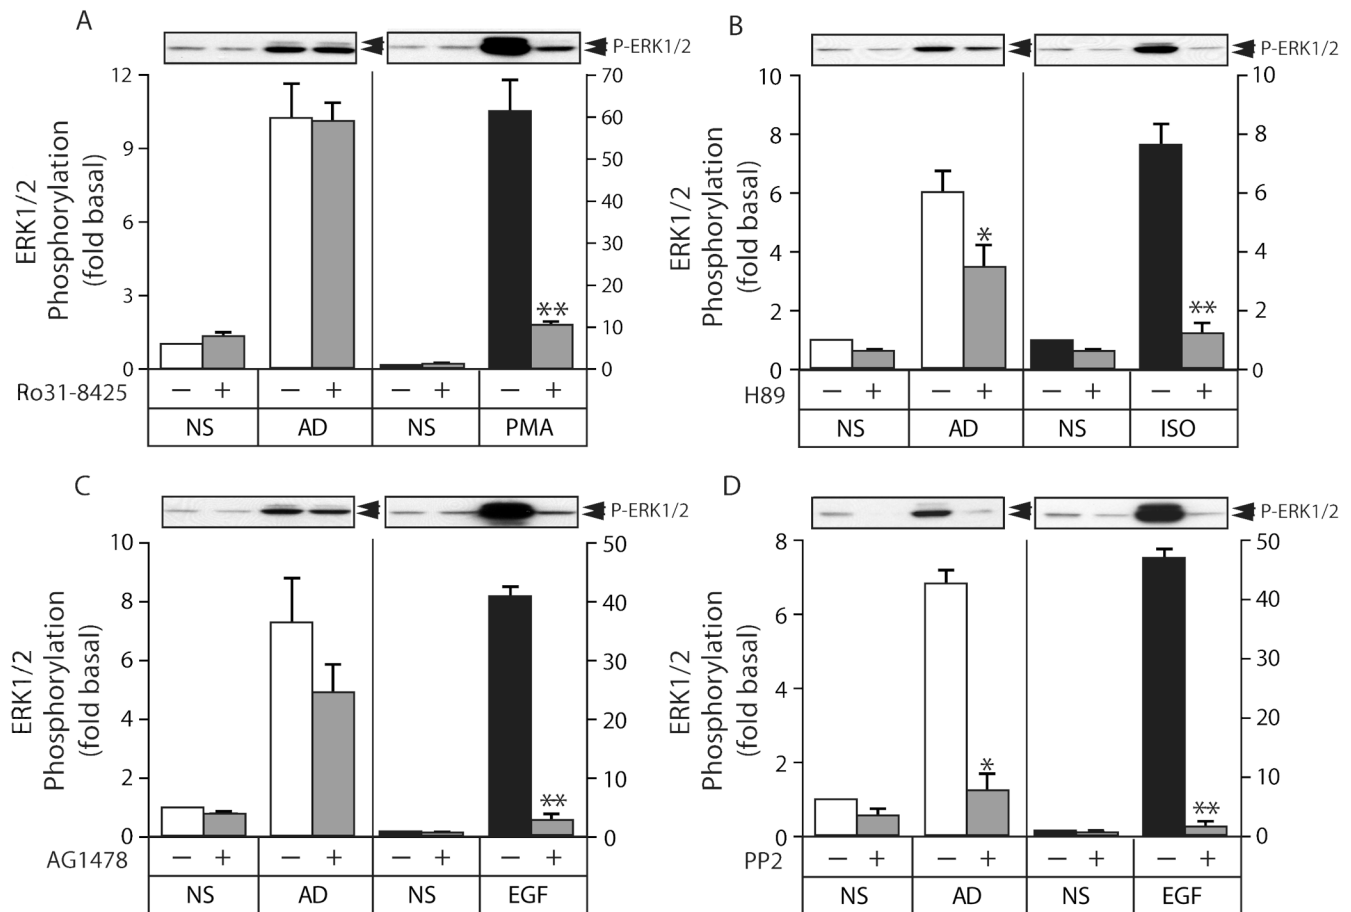 A
P-ERK1/2
12
9
6
3
0
70
60
50
40
30
20
10
0
ERK1/2
Phosphorylation
(fold basal)
**
Ro31-8425 − + − + − + − +
NS AD NS PMA
B
P-ERK1/2
10
8
6
4
2
0
10
8
6
4
2
0
ERK1/2
Phosphorylation
(fold basal)
*
**
H89 − + − + − + − +
NS AD NS ISO
C
P-ERK1/2
10
8
6
4
2
0
50
40
30
20
10
0
ERK1/2
Phosphorylation
(fold basal)
**
AG1478 − + − + − + − +
NS AD NS EGF
D
P-ERK1/2
8
6
4
2
0
50
40
30
20
10
0
ERK1/2
Phosphorylation
(fold basal)
*
**
PP2 − + − + − + − +
NS AD NS EGF